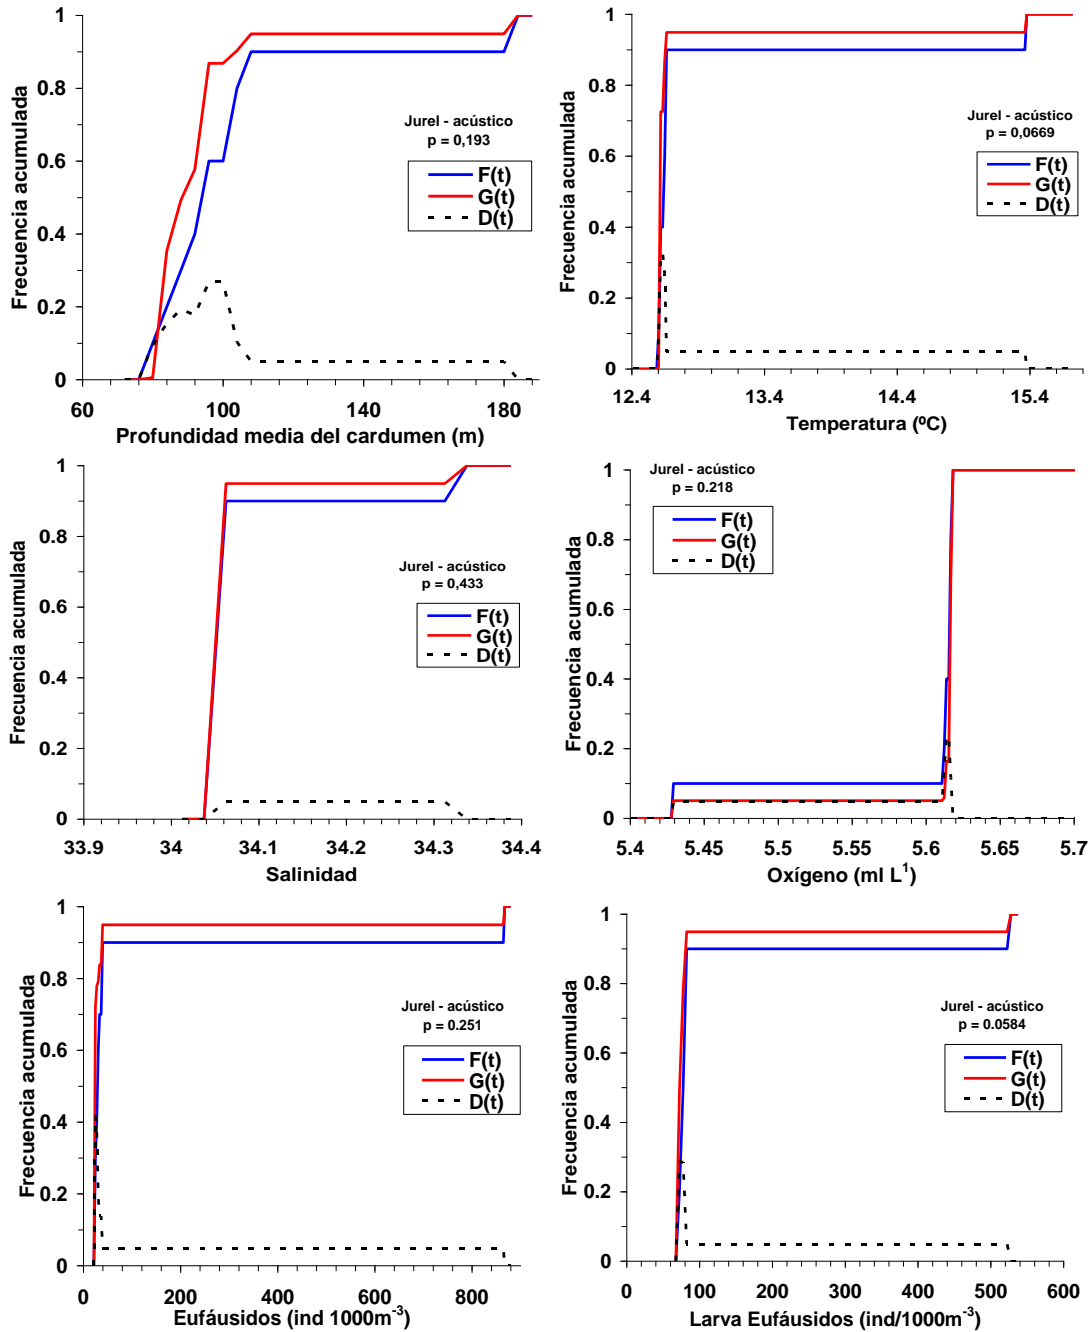 Frecuencia acumulada
1
0.8
0.6
0.4
0.2
0
Jurel - acústico
p = 0,193
F(t)
G(t)
D(t)
60 100 140 180
Profundidad media del cardumen (m)
Frecuencia acumulada
1
0.8
0.6
0.4
0.2
0
Jurel - acústico
p = 0,0669
F(t)
G(t)
D(t)
12.4 13.4 14.4 15.4
Temperatura (ºC)
Frecuencia acumulada
1
0.8
0.6
0.4
0.2
0
Jurel - acústico
p = 0,433
F(t)
G(t)
D(t)
33.9 34 34.1 34.2 34.3 34.4
Salinidad
Frecuencia acumulada
1
0.8
0.6
0.4
0.2
0
Jurel - acústico
p = 0.218
F(t)
G(t)
D(t)
5.4 5.45 5.5 5.55 5.6 5.65 5.7
Oxígeno (ml L¹)
Frecuencia acumulada
1
0.8
0.6
0.4
0.2
0
Jurel - acústico
p = 0.251
F(t)
G(t)
D(t)
0 200 400 600 800
Eufáusidos (ind 1000m⁻³)
Frecuencia acumulada
1
0.8
0.6
0.4
0.2
0
Jurel - acústico
p = 0.0584
F(t)
G(t)
D(t)
0 100 200 300 400 500 600
Larva Eufáusidos (ind/1000m⁻³)